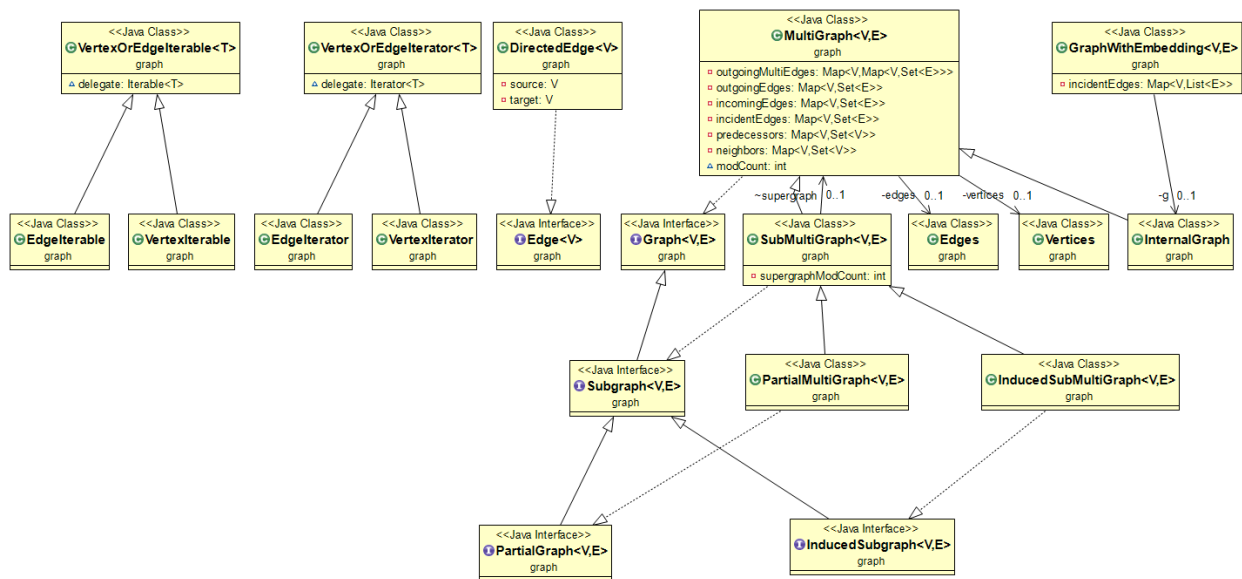 <<Java Class>>
VertexOrEdgeIterable<T>
graph
delegate: Iterable<T>
<<Java Class>>
VertexOrEdgeIterator<T>
graph
delegate: Iterator<T>
<<Java Class>>
DirectedEdge<V>
graph
source: V
target: V
<<Java Class>>
MultiGraph<V,E>
graph
outgoingMultiEdges: Map<V,Map<V,Set<E>>>
outgoingEdges: Map<V,Set<E>>
incomingEdges: Map<V,Set<E>>
incidentEdges: Map<V,Set<E>>
predecessors: Map<V,Set<V>>
neighbors: Map<V,Set<V>>
modCount: int
<<Java Class>>
GraphWithEmbedding<V,E>
graph
incidentEdges: Map<V,List<E>>
~supergraph 0..1
-edges 0..1
-vertices 0..1
-g 0..1
<<Java Class>>
EdgeIterable
graph
<<Java Class>>
VertexIterable
graph
<<Java Class>>
EdgeIterator
graph
<<Java Class>>
VertexIterator
graph
<<Java Interface>>
Edge<V>
graph
<<Java Interface>>
Graph<V,E>
graph
<<Java Class>>
SubMultiGraph<V,E>
graph
supergraphModCount: int
<<Java Class>>
Edges
graph
<<Java Class>>
Vertices
graph
<<Java Class>>
InternalGraph
graph
<<Java Interface>>
Subgraph<V,E>
graph
<<Java Class>>
PartialMultiGraph<V,E>
graph
<<Java Class>>
InducedSubMultiGraph<V,E>
graph
<<Java Interface>>
PartialGraph<V,E>
graph
<<Java Interface>>
InducedSubgraph<V,E>
graph